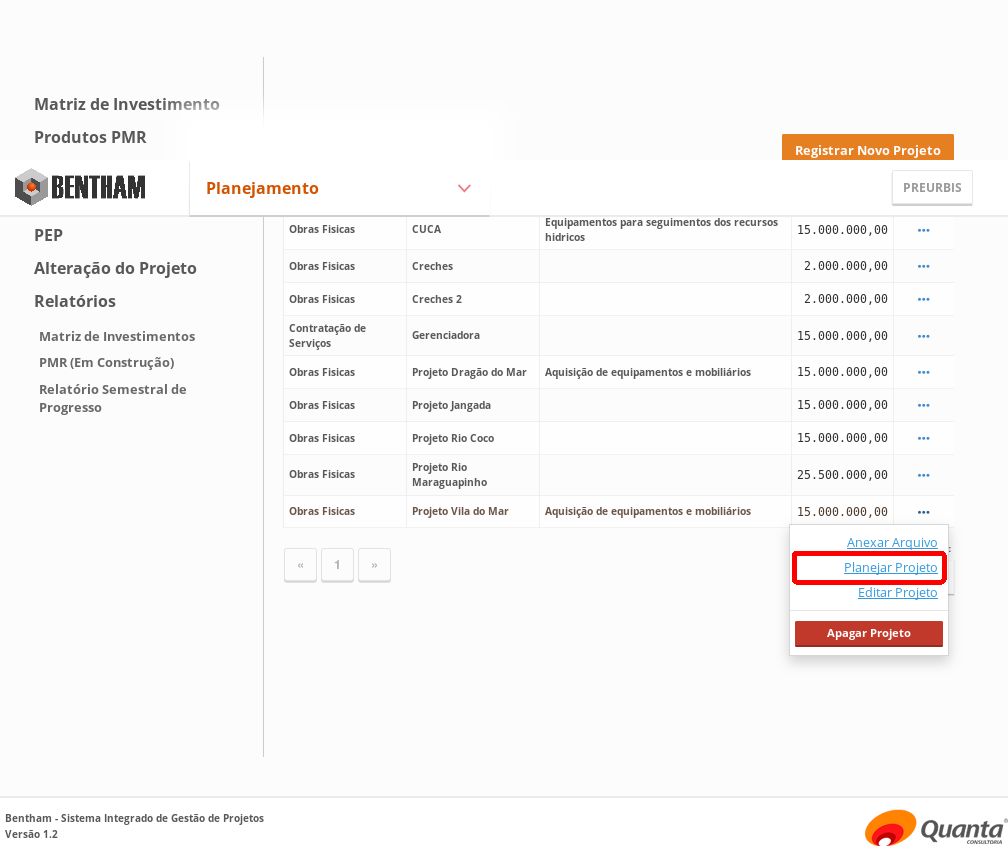 Matriz de Investimento
Produtos PMR
Registrar Novo Projeto
BENTHAM
Planejamento
PREURBIS
PEP
Alteração do Projeto
Relatórios
Matriz de Investimentos
PMR (Em Construção)
Relatório Semestral de
Progresso
Obras Fisicas CUCA Equipamentos para seguimentos dos recursos
hidricos 15.000.000,00 •••
Obras Fisicas Creches 2.000.000,00 •••
Obras Fisicas Creches 2 2.000.000,00 •••
Contratação de
Serviços Gerenciadora 15.000.000,00 •••
Obras Fisicas Projeto Dragão do Mar Aquisição de equipamentos e mobiliários 15.000.000,00 •••
Obras Fisicas Projeto Jangada 15.000.000,00 •••
Obras Fisicas Projeto Rio Coco 15.000.000,00 •••
Obras Fisicas Projeto Rio
Maraguapinho 25.500.000,00 •••
Obras Fisicas Projeto Vila do Mar Aquisição de equipamentos e mobiliários 15.000.000,00 •••
« 1 »
Anexar Arquivo
Planejar Projeto
Editar Projeto
Apagar Projeto
Bentham - Sistema Integrado de Gestão de Projetos
Versão 1.2
Quanta®
CONSULTORIA